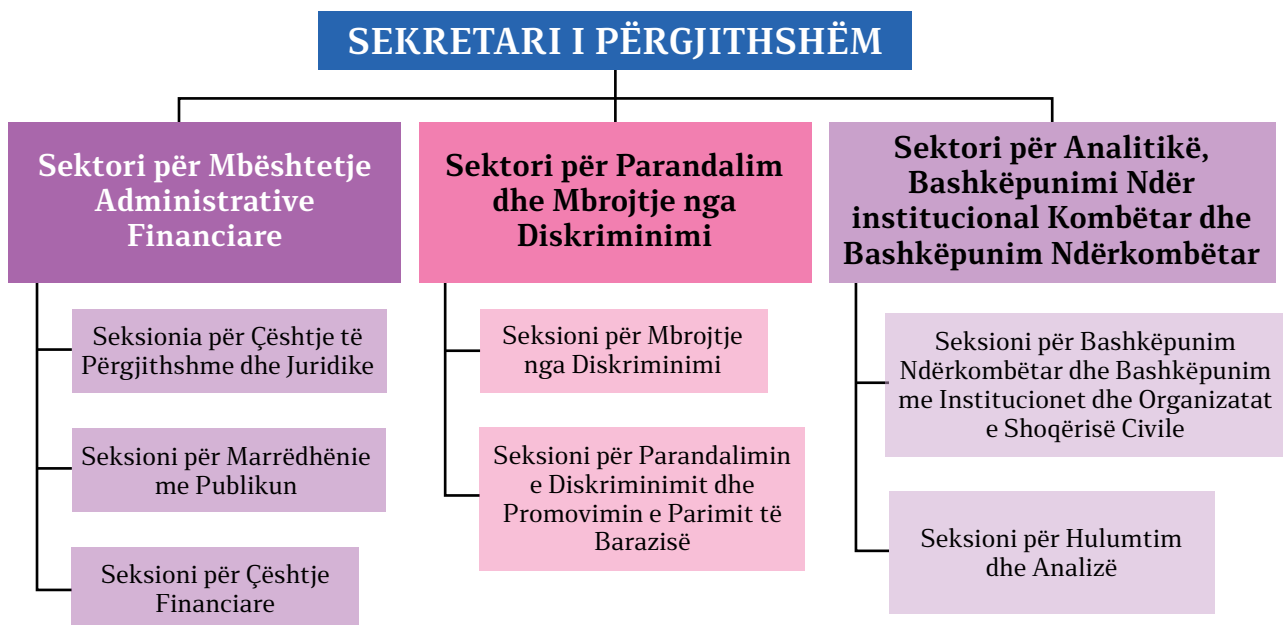 SEKRETARI I PËRGJITHSHËM
Sektori për Mbështetje
Administrative
Financiare
Seksionia për Çështje të
Përgjithshme dhe Juridike
Seksioni për Marrëdhënie
me Publikun
Seksioni për Çështje
Financiare
Sektori për Parandalim
dhe Mbrojtje nga
Diskriminimi
Seksioni për Mbrojtje
nga Diskriminimi
Seksioni për Parandalimin
e Diskriminimit dhe
Promovimin e Parimit të
Barazisë
Sektori për Analitikë,
Bashkëpunimi Ndër
institucional Kombëtar dhe
Bashkëpunim Ndërkombëtar
Seksioni për Bashkëpunim
Ndërkombëtar dhe Bashkëpunim
me Institucionet dhe Organizatat
e Shoqërisë Civile
Seksioni për Hulumtim
dhe Analizë